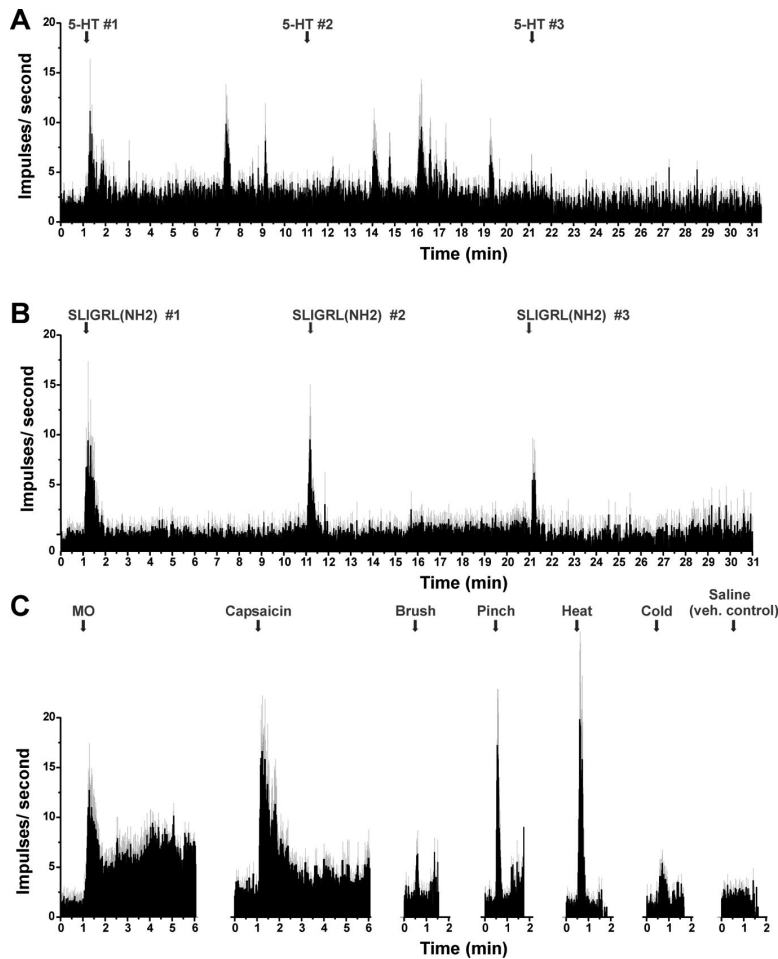 A
5-HT #1 5-HT #2 5-HT #3
Impulses/ second
20
15
10
5
0
0 1 2 3 4 5 6 7 8 9 10 11 12 13 14 15 16 17 18 19 20 21 22 23 24 25 26 27 28 29 30 31
Time (min)
B
SLIGRL(NH2) #1 SLIGRL(NH2) #2 SLIGRL(NH2) #3
Impulses/ second
20
15
10
5
0 1 2 3 4 5 6 7 8 9 10 11 12 13 14 15 16 17 18 19 20 21 22 23 24 25 26 27 28 29 30 31
Time (min)
C
MO Capsaicin Brush Pinch Heat Cold Saline
(veh. control)
Impulses/ second
20
15
10
5
0
0 1 2 3 4 5 6 0 1 2 3 4 5 6 0 1 2 0 1 2 0 1 2 0 1 2 0 1 2
Time (min) Time (min)